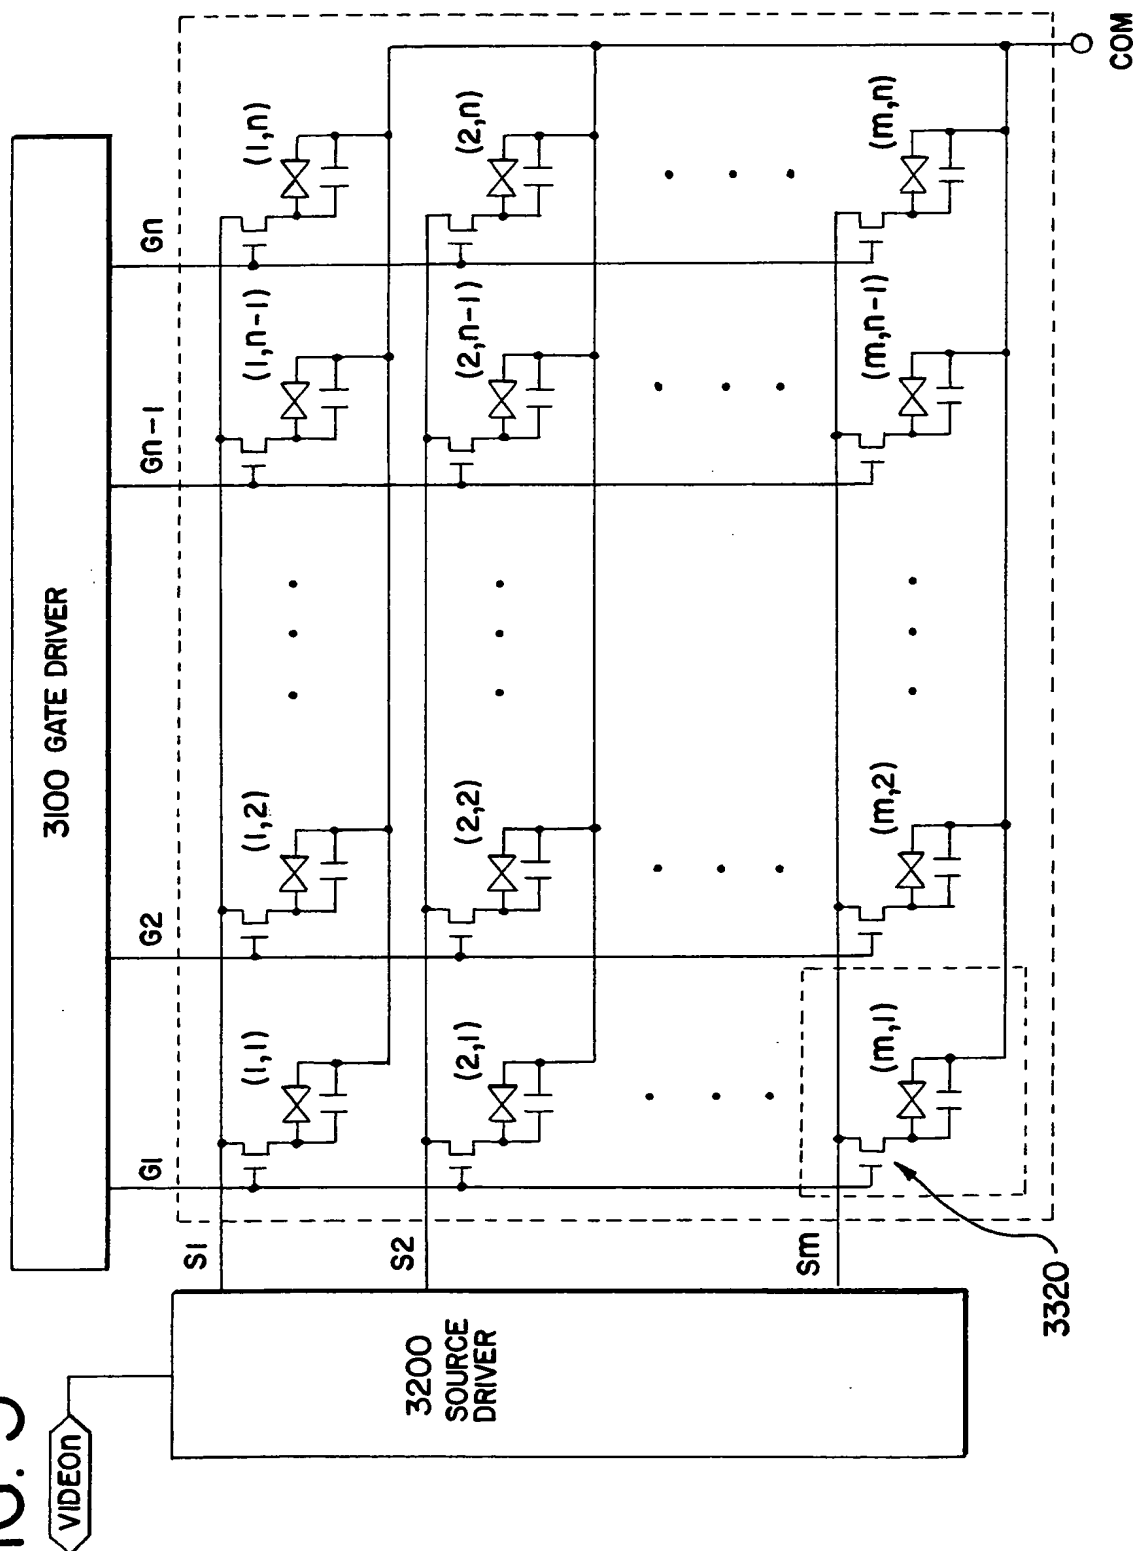 3100 GATE DRIVER
G1
G2
Gn-1
Gn
S1
(1,1)
(1,2)
(1,n-1)
(1,n)
S2
(2,1)
(2,2)
(2,n-1)
(2,n)
Sm
(m,1)
(m,2)
(m,n-1)
(m,n)
COM
3200
SOURCE
DRIVER
VIDEOn
3320